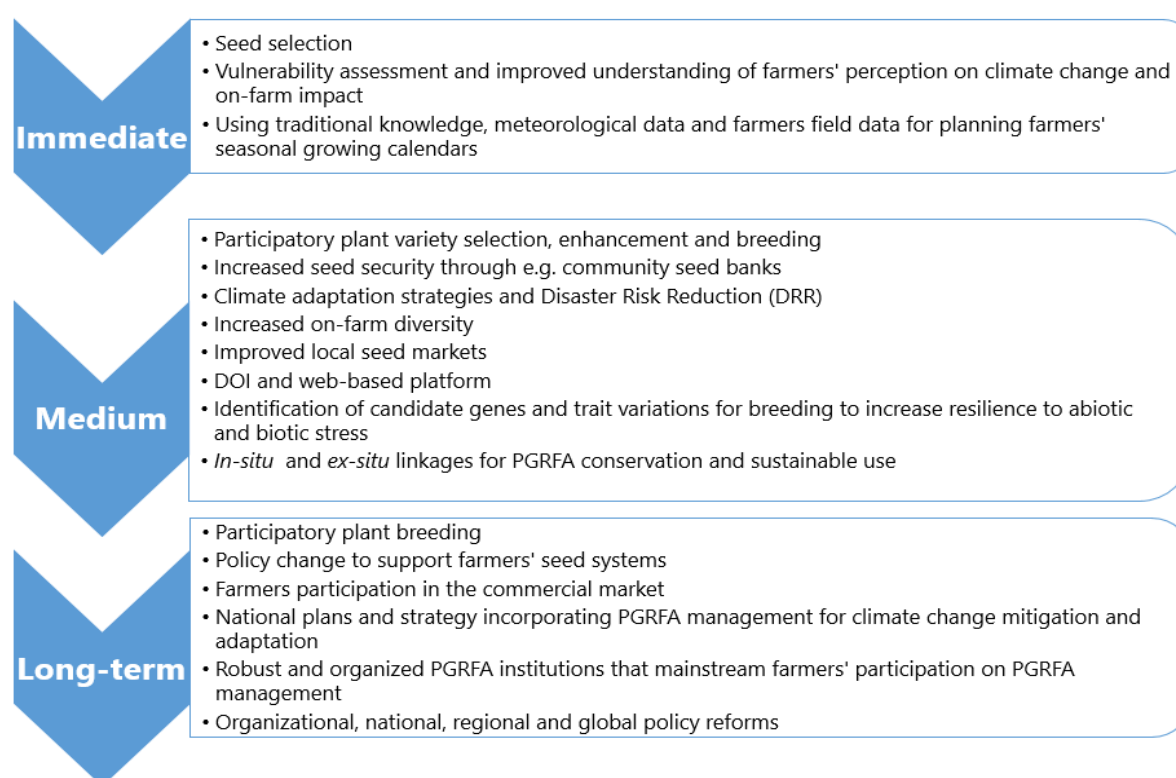 Immediate
• Seed selection
• Vulnerability assessment and improved understanding of farmers' perception on climate change and
on-farm impact
• Using traditional knowledge, meteorological data and farmers field data for planning farmers'
seasonal growing calendars
Medium
• Participatory plant variety selection, enhancement and breeding
• Increased seed security through e.g. community seed banks
• Climate adaptation strategies and Disaster Risk Reduction (DRR)
• Increased on-farm diversity
• Improved local seed markets
• DOI and web-based platform
• Identification of candidate genes and trait variations for breeding to increase resilience to abiotic
and biotic stress
• In-situ and ex-situ linkages for PGRFA conservation and sustainable use
Long-term
• Participatory plant breeding
• Policy change to support farmers' seed systems
• Farmers participation in the commercial market
• National plans and strategy incorporating PGRFA management for climate change mitigation and
adaptation
• Robust and organized PGRFA institutions that mainstream farmers' participation on PGRFA
management
• Organizational, national, regional and global policy reforms